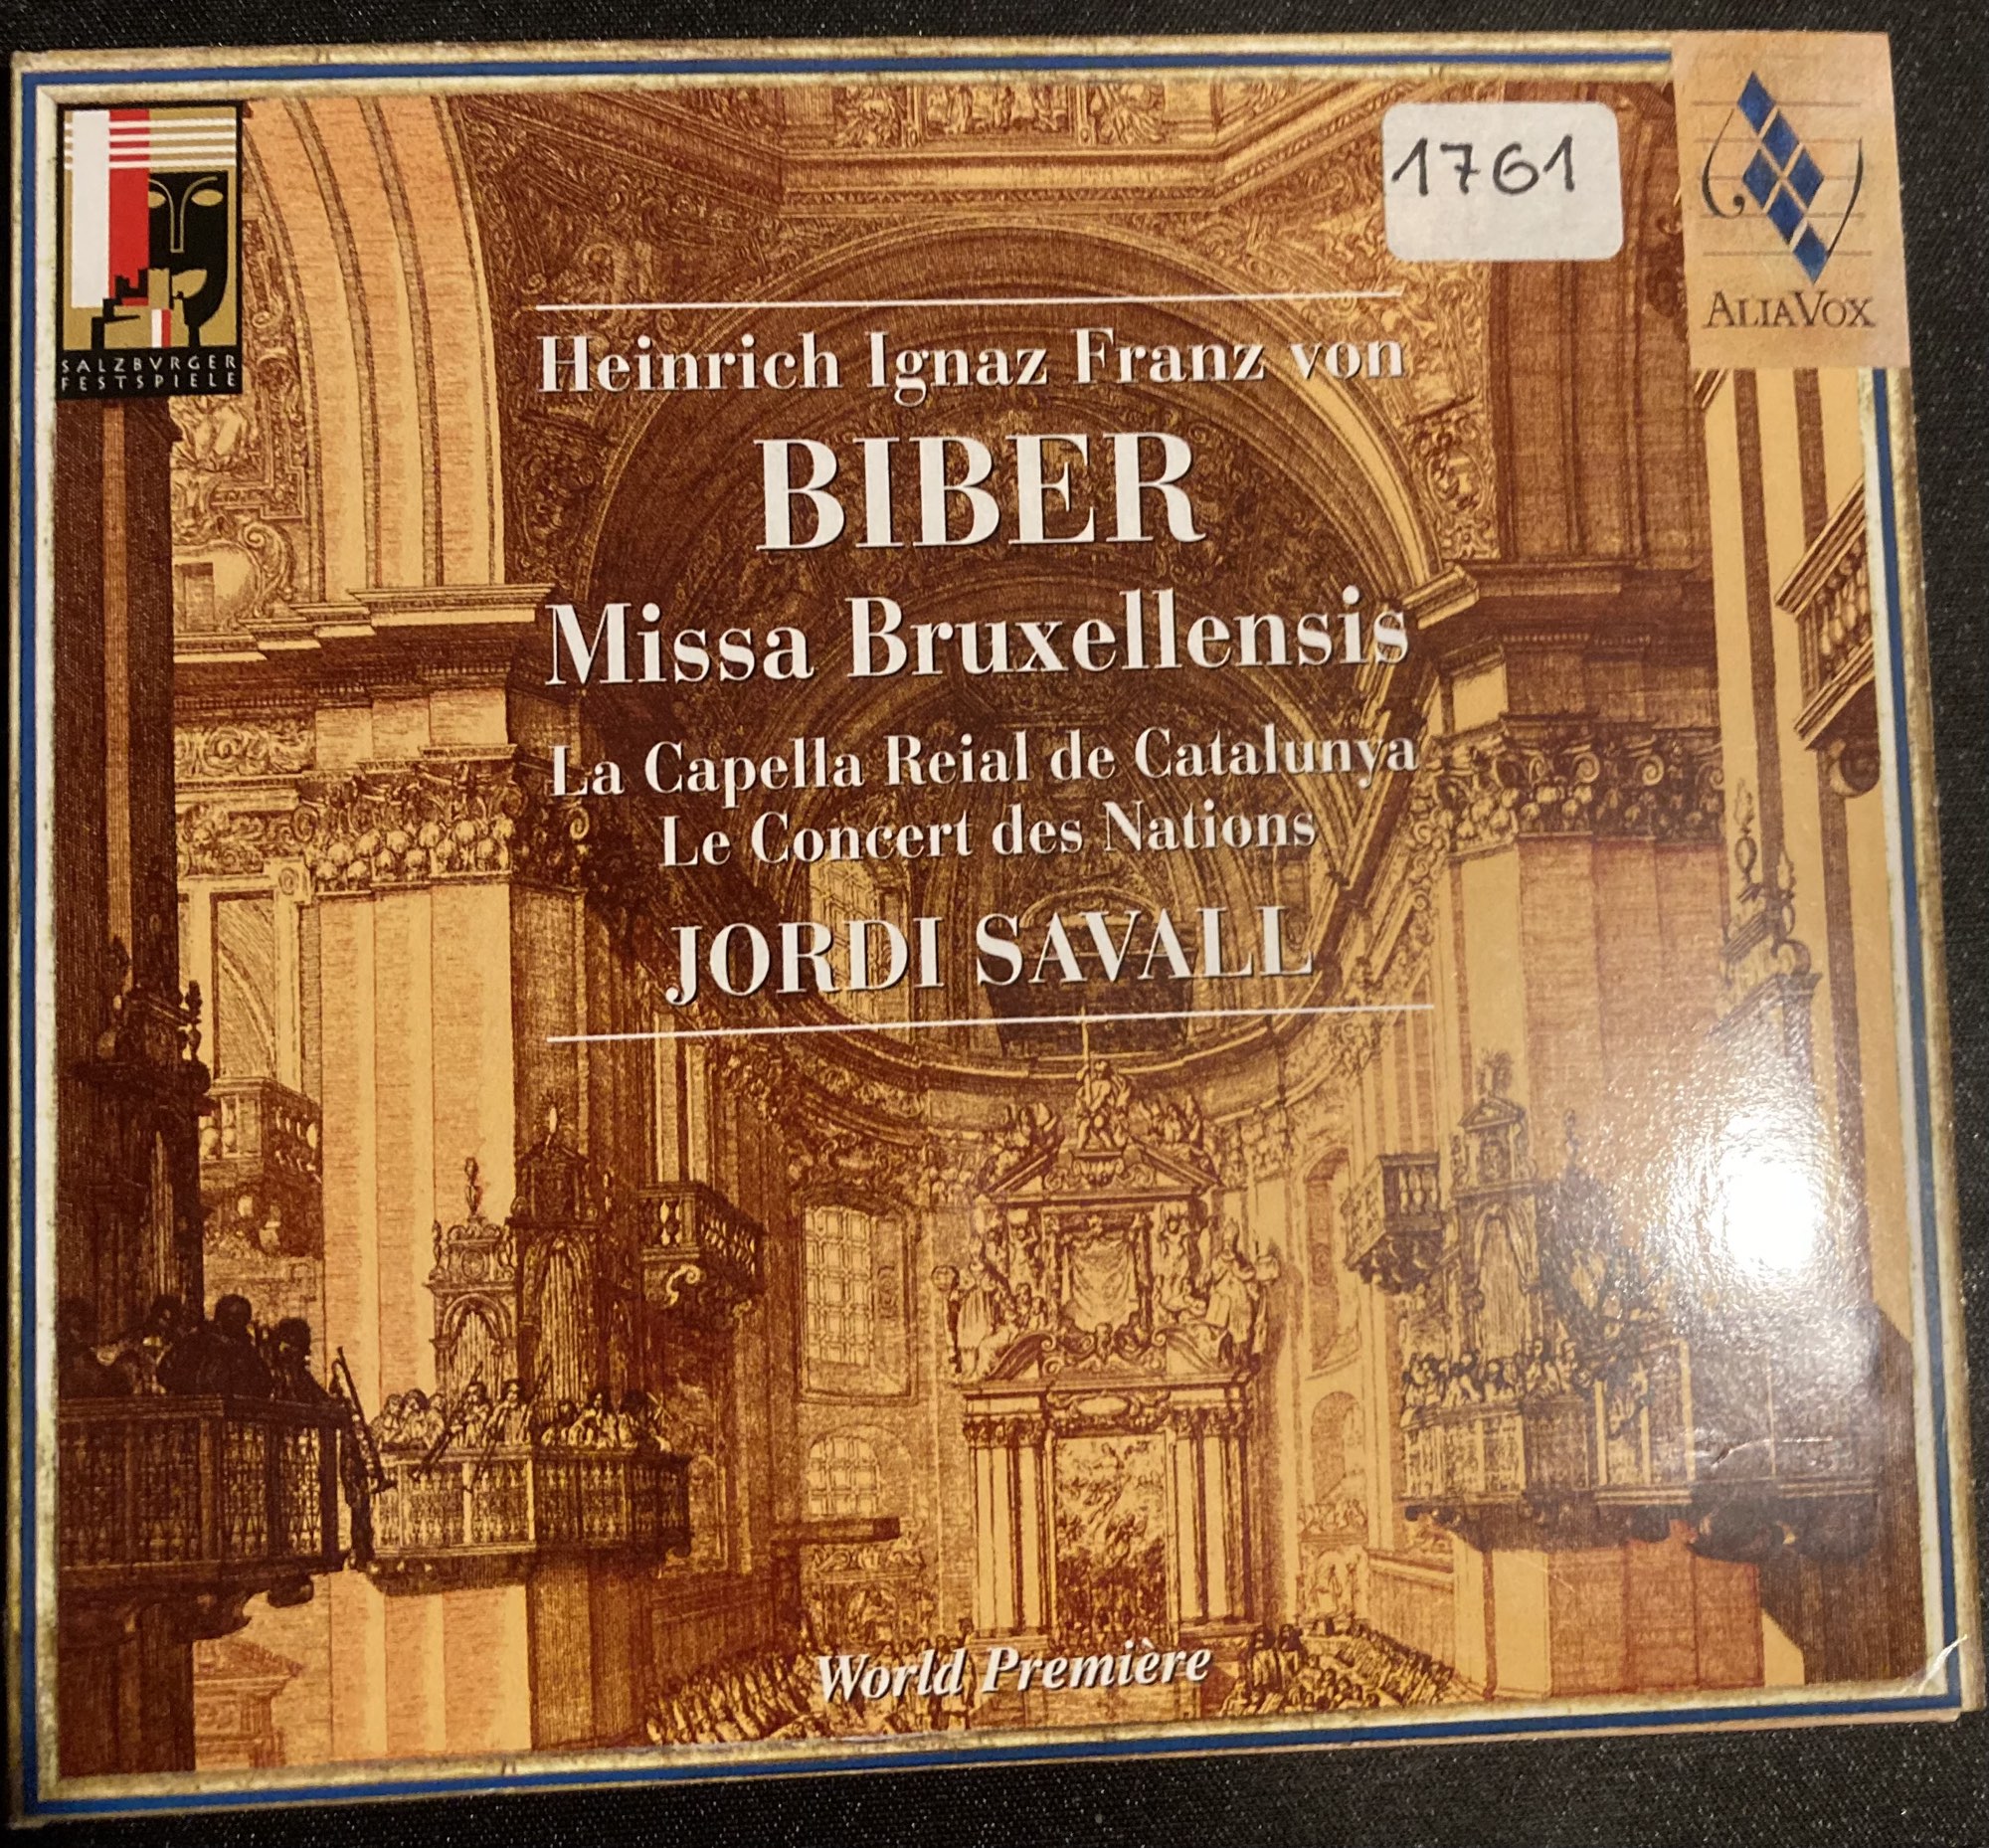 1761
SALZBVRGER
FESTSPIELE
ALIAVOX
Heinrich Ignaz Franz von
BIBER
Missa Bruxellensis
La Capella Reial de Catalunya
Le Concert des Nations
JORDI SAVALL
World Première